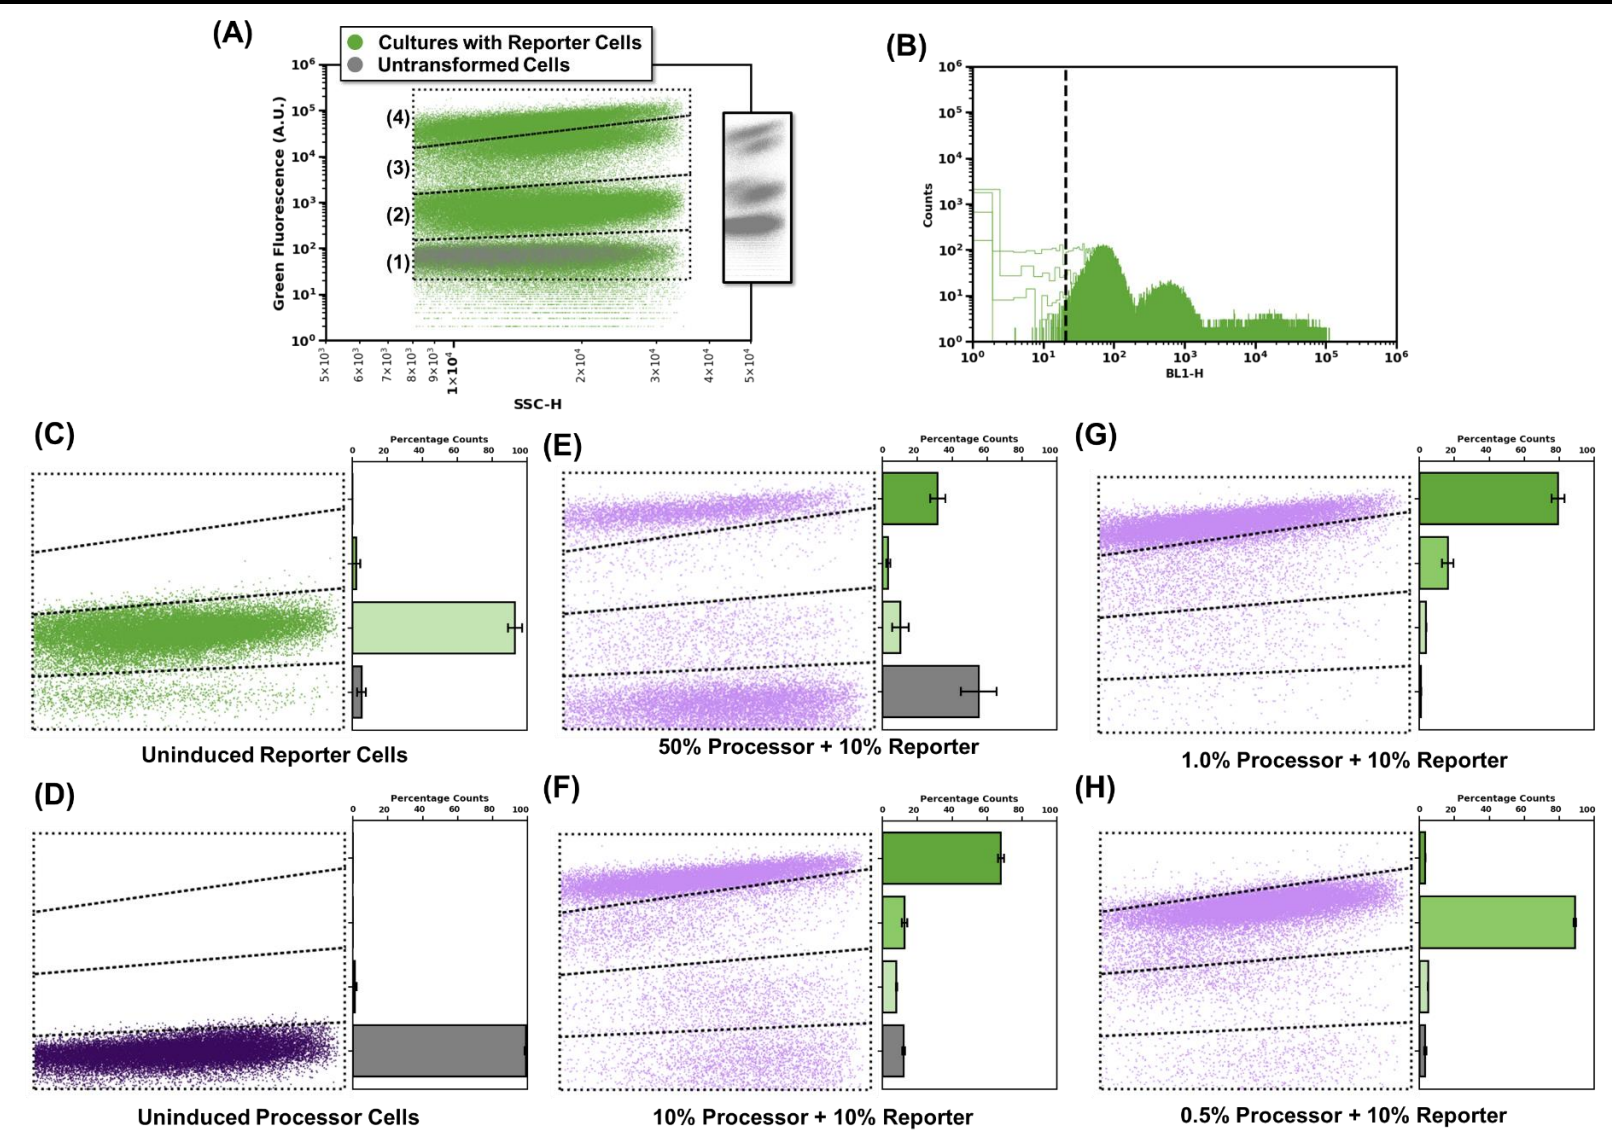 (A)
Cultures with Reporter Cells
Untransformed Cells
Green Fluorescence (A.U.)
10⁶
10⁵
10⁴
10³
10²
10¹
10⁰
(4)
(3)
(2)
(1)
5×10³
6×10³
7×10³
8×10³
9×10³
1×10⁴
2×10⁴
3×10⁴
4×10⁴
5×10⁴
SSC-H
(B)
Counts
10⁶
10⁵
10⁴
10³
10²
10¹
10⁰
10⁰ 10¹ 10² 10³ 10⁴ 10⁵ 10⁶
BL1-H
(C)
Percentage Counts
0 20 40 60 80 100
Uninduced Reporter Cells
(D)
Percentage Counts
0 20 40 60 80 100
Uninduced Processor Cells
(E)
Percentage Counts
0 20 40 60 80 100
50% Processor + 10% Reporter
(F)
Percentage Counts
0 20 40 60 80 100
10% Processor + 10% Reporter
(G)
Percentage Counts
0 20 40 60 80 100
1.0% Processor + 10% Reporter
(H)
Percentage Counts
0 20 40 60 80 100
0.5% Processor + 10% Reporter